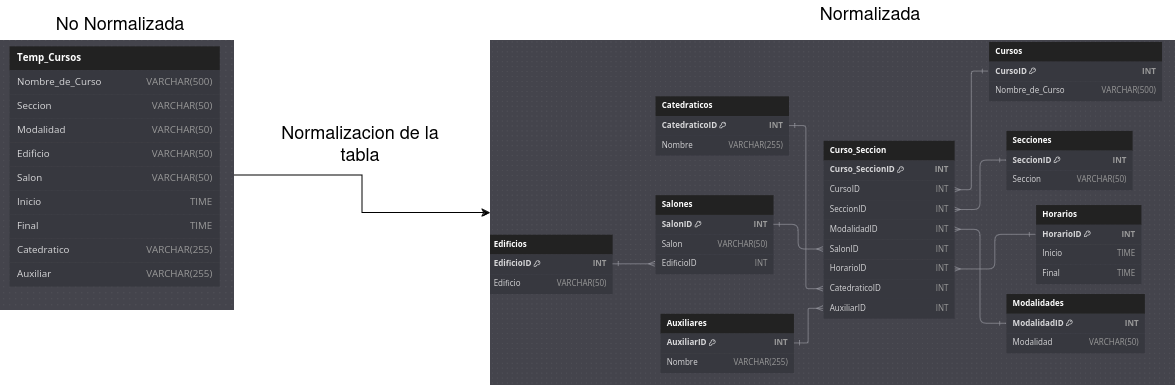 No Normalizada
Temp_Cursos
Nombre_de_Curso VARCHAR(500)
Seccion VARCHAR(50)
Modalidad VARCHAR(50)
Edificio VARCHAR(50)
Salon VARCHAR(50)
Inicio TIME
Final TIME
Catedratico VARCHAR(255)
Auxiliar VARCHAR(255)
Normalizacion de la
tabla
Normalizada
Edificios
EdificioID INT
Edificio VARCHAR(50)
Catedraticos
CatedraticoID INT
Nombre VARCHAR(255)
Salones
SalonID INT
Salon VARCHAR(50)
EdificioID INT
Auxiliares
AuxiliarID INT
Nombre VARCHAR(255)
Curso_Seccion
Curso_SeccionID INT
CursoID INT
SeccionID INT
ModalidadID INT
SalonID INT
HorarioID INT
CatedraticoID INT
AuxiliarID INT
Cursos
CursoID INT
Nombre_de_Curso VARCHAR(500)
Secciones
SeccionID INT
Seccion VARCHAR(50)
Horarios
HorarioID INT
Inicio TIME
Final TIME
Modalidades
ModalidadID INT
Modalidad VARCHAR(50)